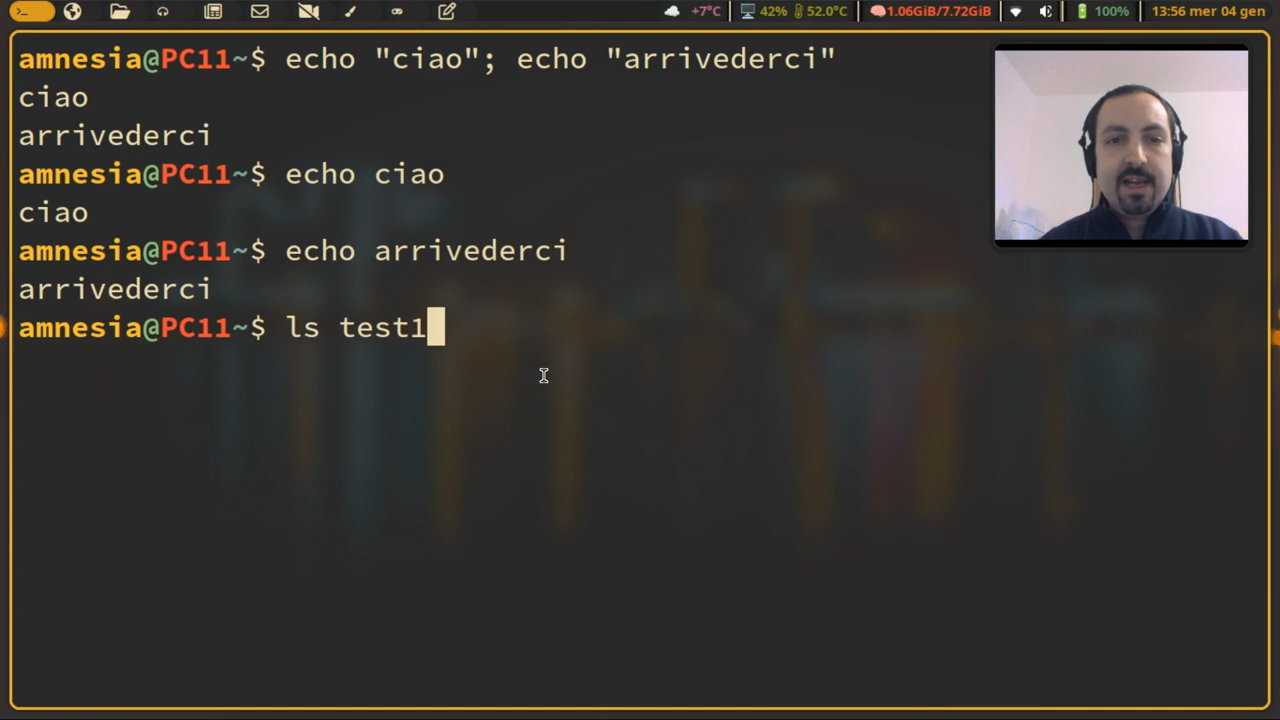 +7°C 42% 52.0°C 1.06GiB/7.72GiB 100% 13:56 mer 04 gen
amnesia@PC11~$ echo "ciao"; echo "arrivederci"
ciao
arrivederci
amnesia@PC11~$ echo ciao
ciao
amnesia@PC11~$ echo arrivederci
arrivederci
amnesia@PC11~$ ls test1